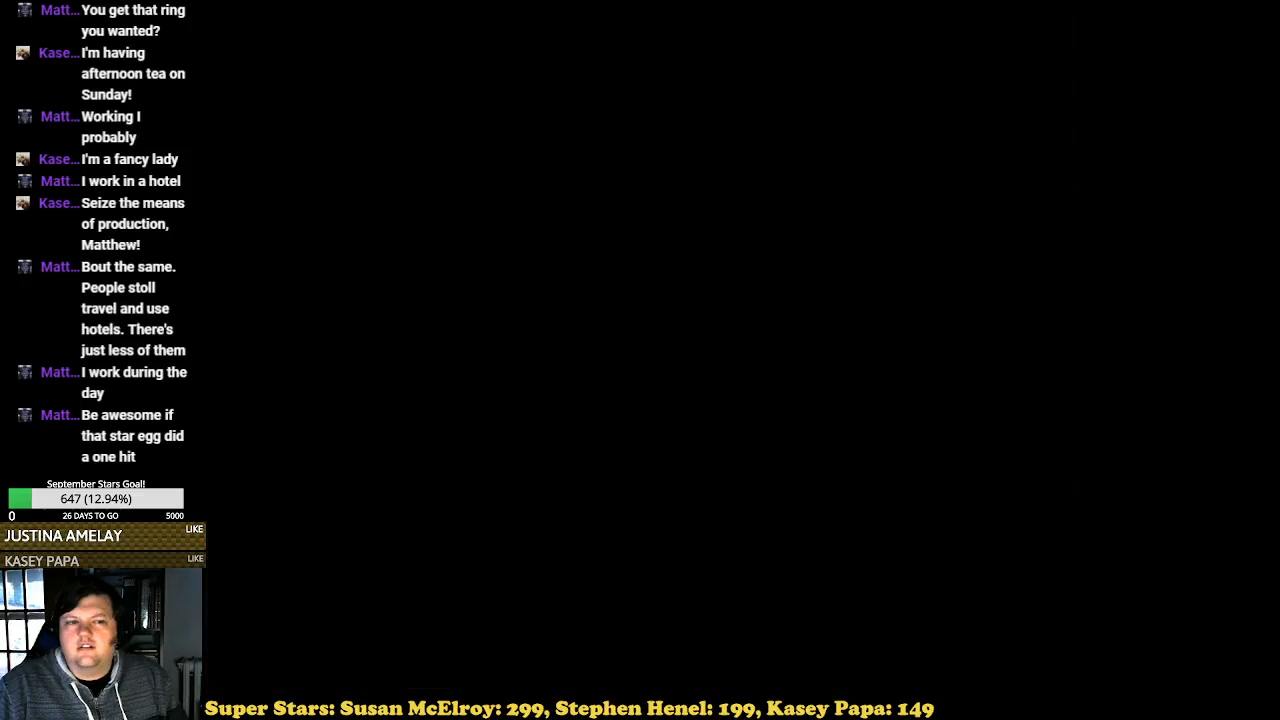 Matt... You get that ring
you wanted?
Kase... I'm having
afternoon tea on
Sunday!
Matt... Working I
probably
Kase... I'm a fancy lady
Matt... I work in a hotel
Kase... Seize the means
of production,
Matthew!
Matt... Bout the same.
People stoll
travel and use
hotels. There's
just less of them
Matt... I work during the
day
Matt... Be awesome if
that star egg did
a one hit
September Stars Goal!
647 (12.94%)
0 26 DAYS TO GO 5000
JUSTINA AMELAY LIKE
KASEY PAPA LIKE
Super Stars: Susan McElroy: 299, Stephen Henel: 199, Kasey Papa: 149